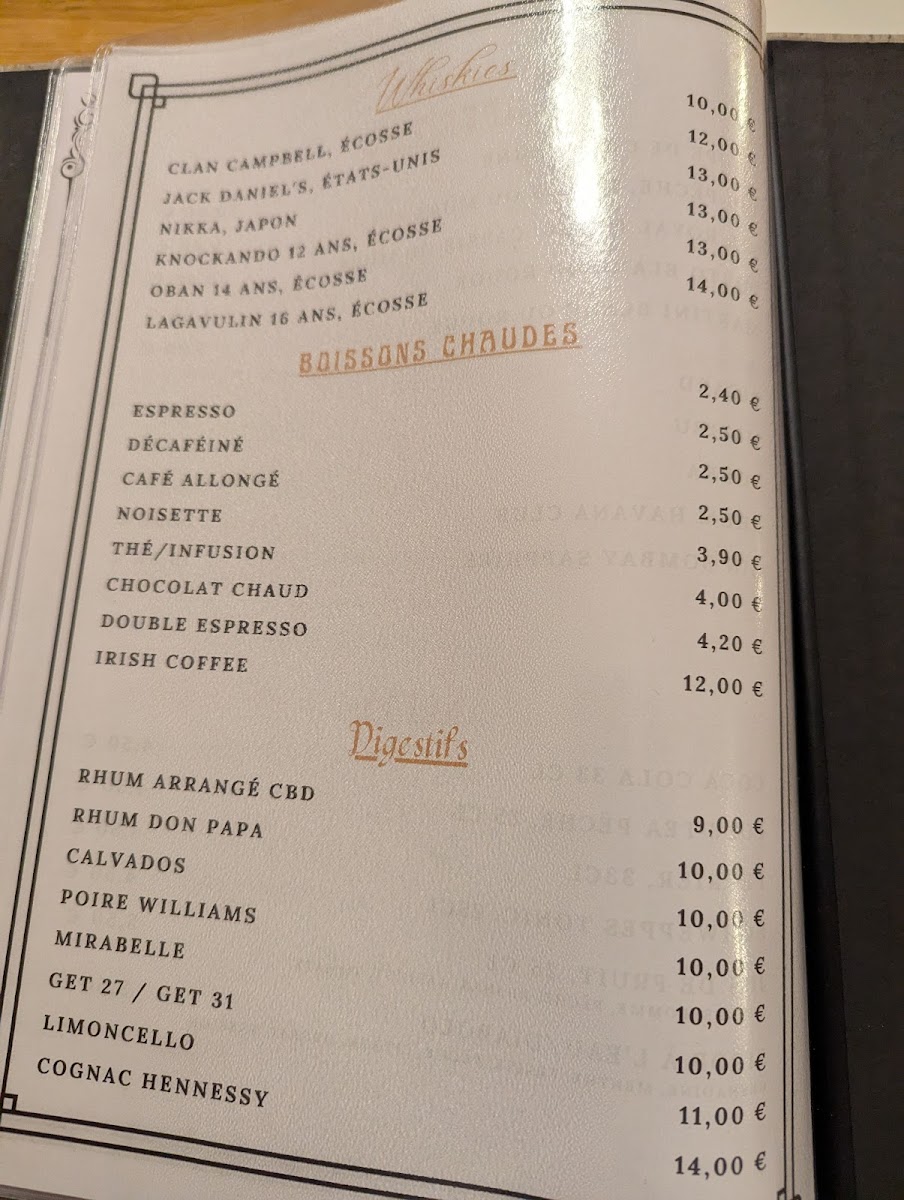 Whiskies
CLAN CAMPBELL, ÉCOSSE 10,00 €
JACK DANIEL'S, ÉTATS-UNIS 12,00 €
NIKKA, JAPON 13,00 €
KNOCKANDO 12 ANS, ÉCOSSE 13,00 €
OBAN 14 ANS, ÉCOSSE 13,00 €
LAGAVULIN 16 ANS, ÉCOSSE 14,00 €
BOISSONS CHAUDES
ESPRESSO 2,40 €
DÉCAFÉINÉ 2,50 €
CAFÉ ALLONGÉ 2,50 €
NOISETTE 2,50 €
THÉ/INFUSION 3,90 €
CHOCOLAT CHAUD 4,00 €
DOUBLE ESPRESSO 4,20 €
IRISH COFFEE 12,00 €
Digestifs
RHUM ARRANGÉ CBD 9,00 €
RHUM DON PAPA 10,00 €
CALVADOS 10,00 €
POIRE WILLIAMS 10,00 €
MIRABELLE 10,00 €
GET 27 / GET 31 10,00 €
LIMONCELLO 11,00 €
COGNAC HENNESSY 14,00 €